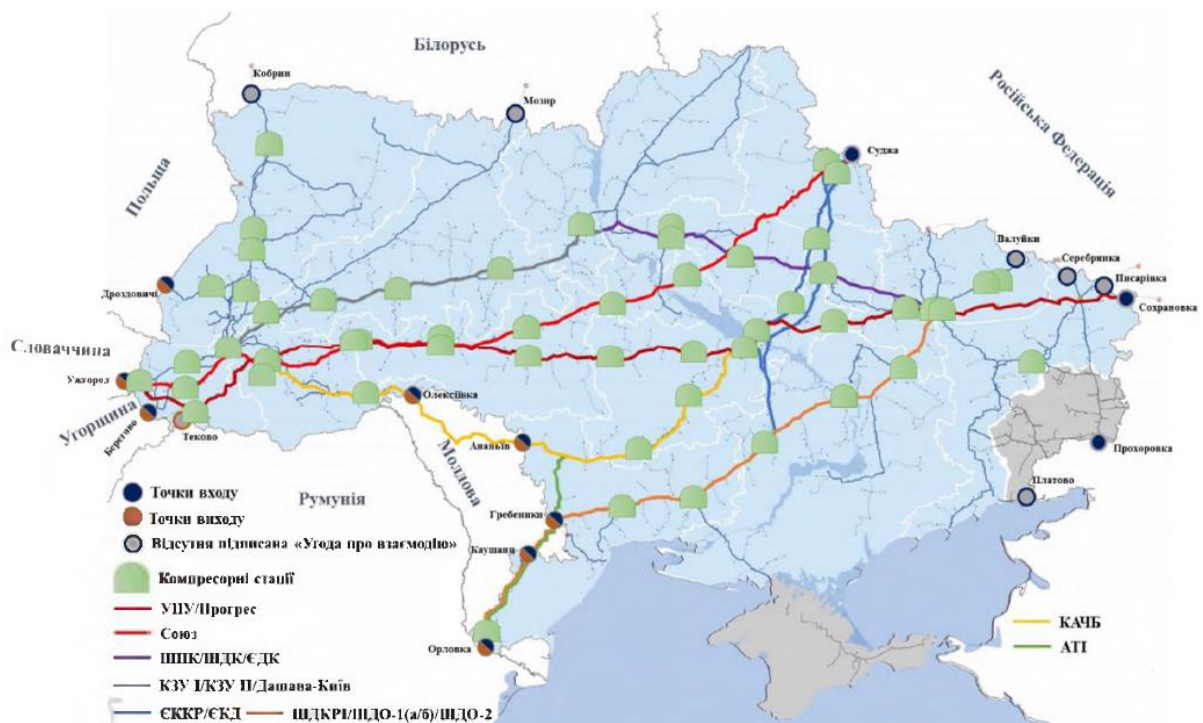 Білорусь
Кобрин
Мозир
Російська Федерація
Польща
Суджа
Валуйки
Серебрянка
Писарівка
Сохрановка
Дроздовичі
Словаччина
Ужгород
Угорщина
Берегово
Теково
Олексіївка
Ананьїв
Молдова
Румунія
Прохоровка
Платово
Гребеники
Каушани
Орловка
Точки входу
Точки виходу
Відсутня підписана «Угода про взаємодію»
Компресорні станції
УПУ/Прогрес
Союз
ШПК/ШДК/ЄДК
КЗУ І/КЗУ ІІ/Дашава-Київ
ЄККР/ЄКД
ШДКРІ/ШДО-1(а/б)/ШДО-2
КАЧБ
АТІ